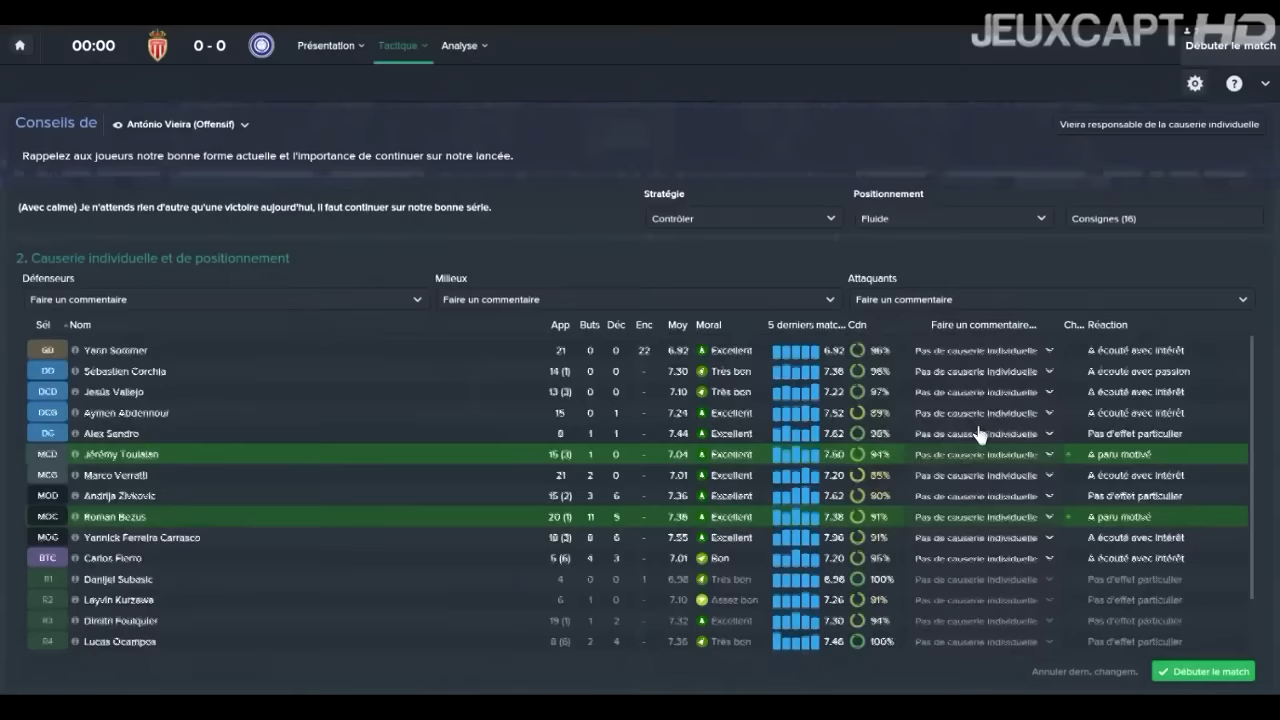 JEUXCAPT.HD
00:00 0 - 0 Présentation Tactique Analyse Débuter le match
Conseils de António Vieira (Offensif) Vieira responsable de la causerie individuelle
Rappelez aux joueurs notre bonne forme actuelle et l'importance de continuer sur notre lancée.
Stratégie Positionnement
(Avec calme) Je n'attends rien d'autre qu'une victoire aujourd'hui, il faut continuer sur notre bonne série.
Contrôler Fluide Consignes (16)
2. Causerie individuelle et de positionnement
Défenseurs Milieux Attaquants
Faire un commentaire Faire un commentaire Faire un commentaire
Sél Nom App Buts Déc Enc Moy Moral 5 derniers matc... Cdn Faire un commentaire... Ch... Réaction
GD Yann Sommer 21 0 0 22 6.92 Excellent 6.92 96% Pas de causerie individuelle A écouté avec intérêt
DD Sébastien Corchia 14 (1) 0 0 - 7.30 Très bon 7.36 98% Pas de causerie individuelle A écouté avec passion
DCD Jesús Vallejo 13 (3) 0 0 - 7.10 Très bon 7.22 97% Pas de causerie individuelle A écouté avec intérêt
DCG Aymen Abdennour 15 0 1 - 7.24 Excellent 7.52 89% Pas de causerie individuelle A écouté avec intérêt
DG Alex Sandro 8 1 1 - 7.44 Excellent 7.62 98% Pas de causerie individuelle Pas d'effet particulier
MCD Jérémy Toulalan 15 (3) 1 0 - 7.04 Excellent 7.60 94% Pas de causerie individuelle A paru motivé
MCG Marco Verratti 21 2 0 - 7.01 Excellent 7.20 Pas de causerie individuelle A écouté avec intérêt
MOD Andrija Zivkovic 15 (2) 3 6 - 7.36 Excellent 7.62 90% Pas de causerie individuelle Pas d'effet particulier
MOC Roman Bezus 20 (1) 11 5 - 7.38 Excellent 7.38 91% Pas de causerie individuelle A paru motivé
MOG Yannick Ferreira Carrasco 18 (3) 8 6 - 7.55 Excellent 7.96 91% Pas de causerie individuelle A écouté avec intérêt
BTC Carlos Fierro 5 (6) 4 3 - 7.01 Bon 7.20 95% Pas de causerie individuelle A écouté avec intérêt
R1 Danijel Subasic 4 0 0 1 6.98 Très bon 6.98 100% Pas de causerie individuelle Pas d'effet particulier
R2 Layvin Kurzawa 6 1 0 - 7.10 Assez bon 7.26 91% Pas de causerie individuelle Pas d'effet particulier
R3 Dimitri Foulquier 19 (1) 1 2 - 7.32 Excellent 7.30 94% Pas de causerie individuelle Pas d'effet particulier
R4 Lucas Ocampos 8 (6) 2 4 - 7.36 Très bon 7.46 100% Pas de causerie individuelle Pas d'effet particulier
Annuler dern. changem. Débuter le match